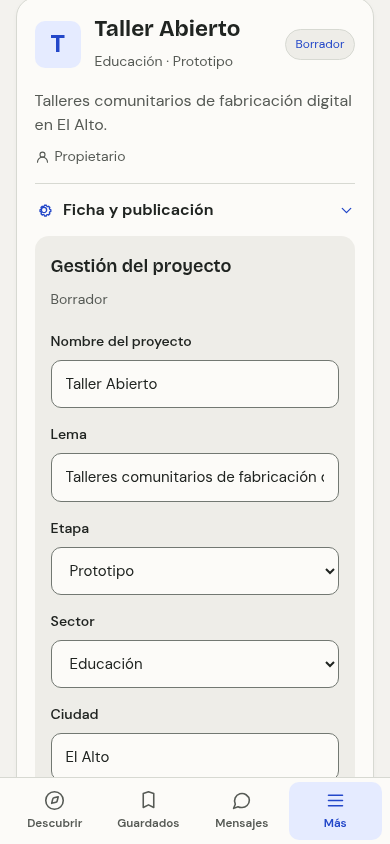 T
Taller Abierto
Educación · Prototipo
Borrador
Talleres comunitarios de fabricación digital
en El Alto.
Propietario
Ficha y publicación
Gestión del proyecto
Borrador
Nombre del proyecto
Taller Abierto
Lema
Talleres comunitarios de fabricación
Etapa
Prototipo
Sector
Educación
Ciudad
El Alto
Descubrir
Guardados
Mensajes
Más